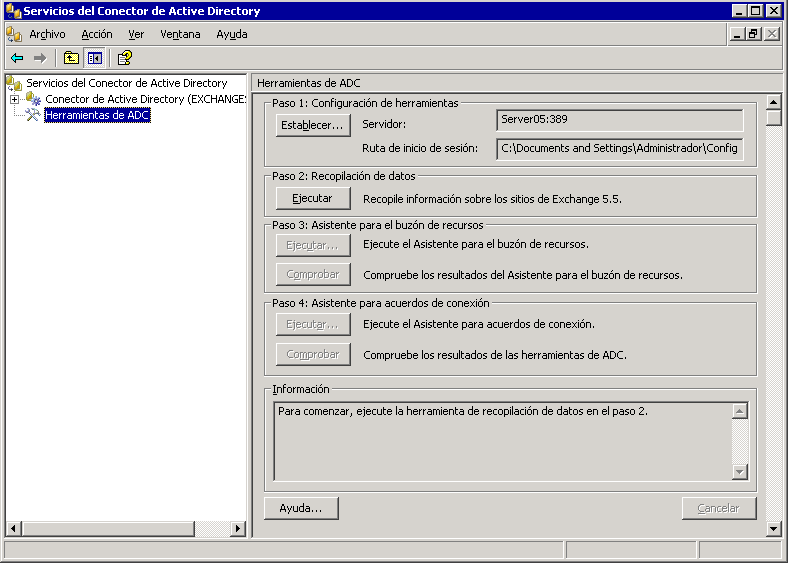 Servicios del Conector de Active Directory
Archivo Acción Ver Ventana Ayuda
Servicios del Conector de Active Directory
Conector de Active Directory (EXCHANGE
Herramientas de ADC
Herramientas de ADC
Paso 1: Configuración de herramientas
Establecer... Servidor: Server05:389
Ruta de inicio de sesión: C:\Documents and Settings\Administrador\Config
Paso 2: Recopilación de datos
Ejecutar Recopile información sobre los sitios de Exchange 5.5.
Paso 3: Asistente para el buzón de recursos
Ejecutar... Ejecute el Asistente para el buzón de recursos.
Comprobar Compruebe los resultados del Asistente para el buzón de recursos.
Paso 4: Asistente para acuerdos de conexión
Ejecutar... Ejecute el Asistente para acuerdos de conexión.
Comprobar Compruebe los resultados de las herramientas de ADC.
Información
Para comenzar, ejecute la herramienta de recopilación de datos en el paso 2.
Ayuda... Cancelar